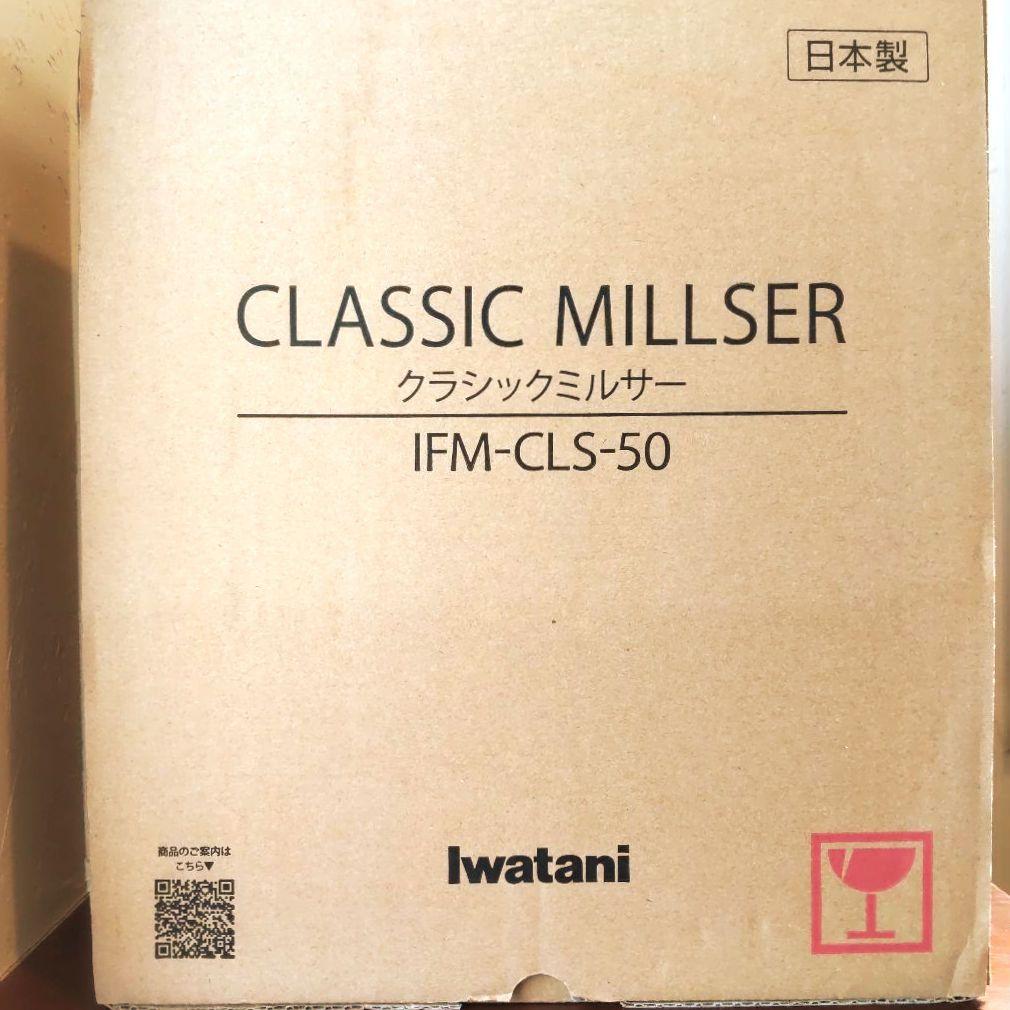 日本製
CLASSIC MILLSER
クラシックミルサー
IFM-CLS-50
商品のご案内は
こちら▼
Iwatani